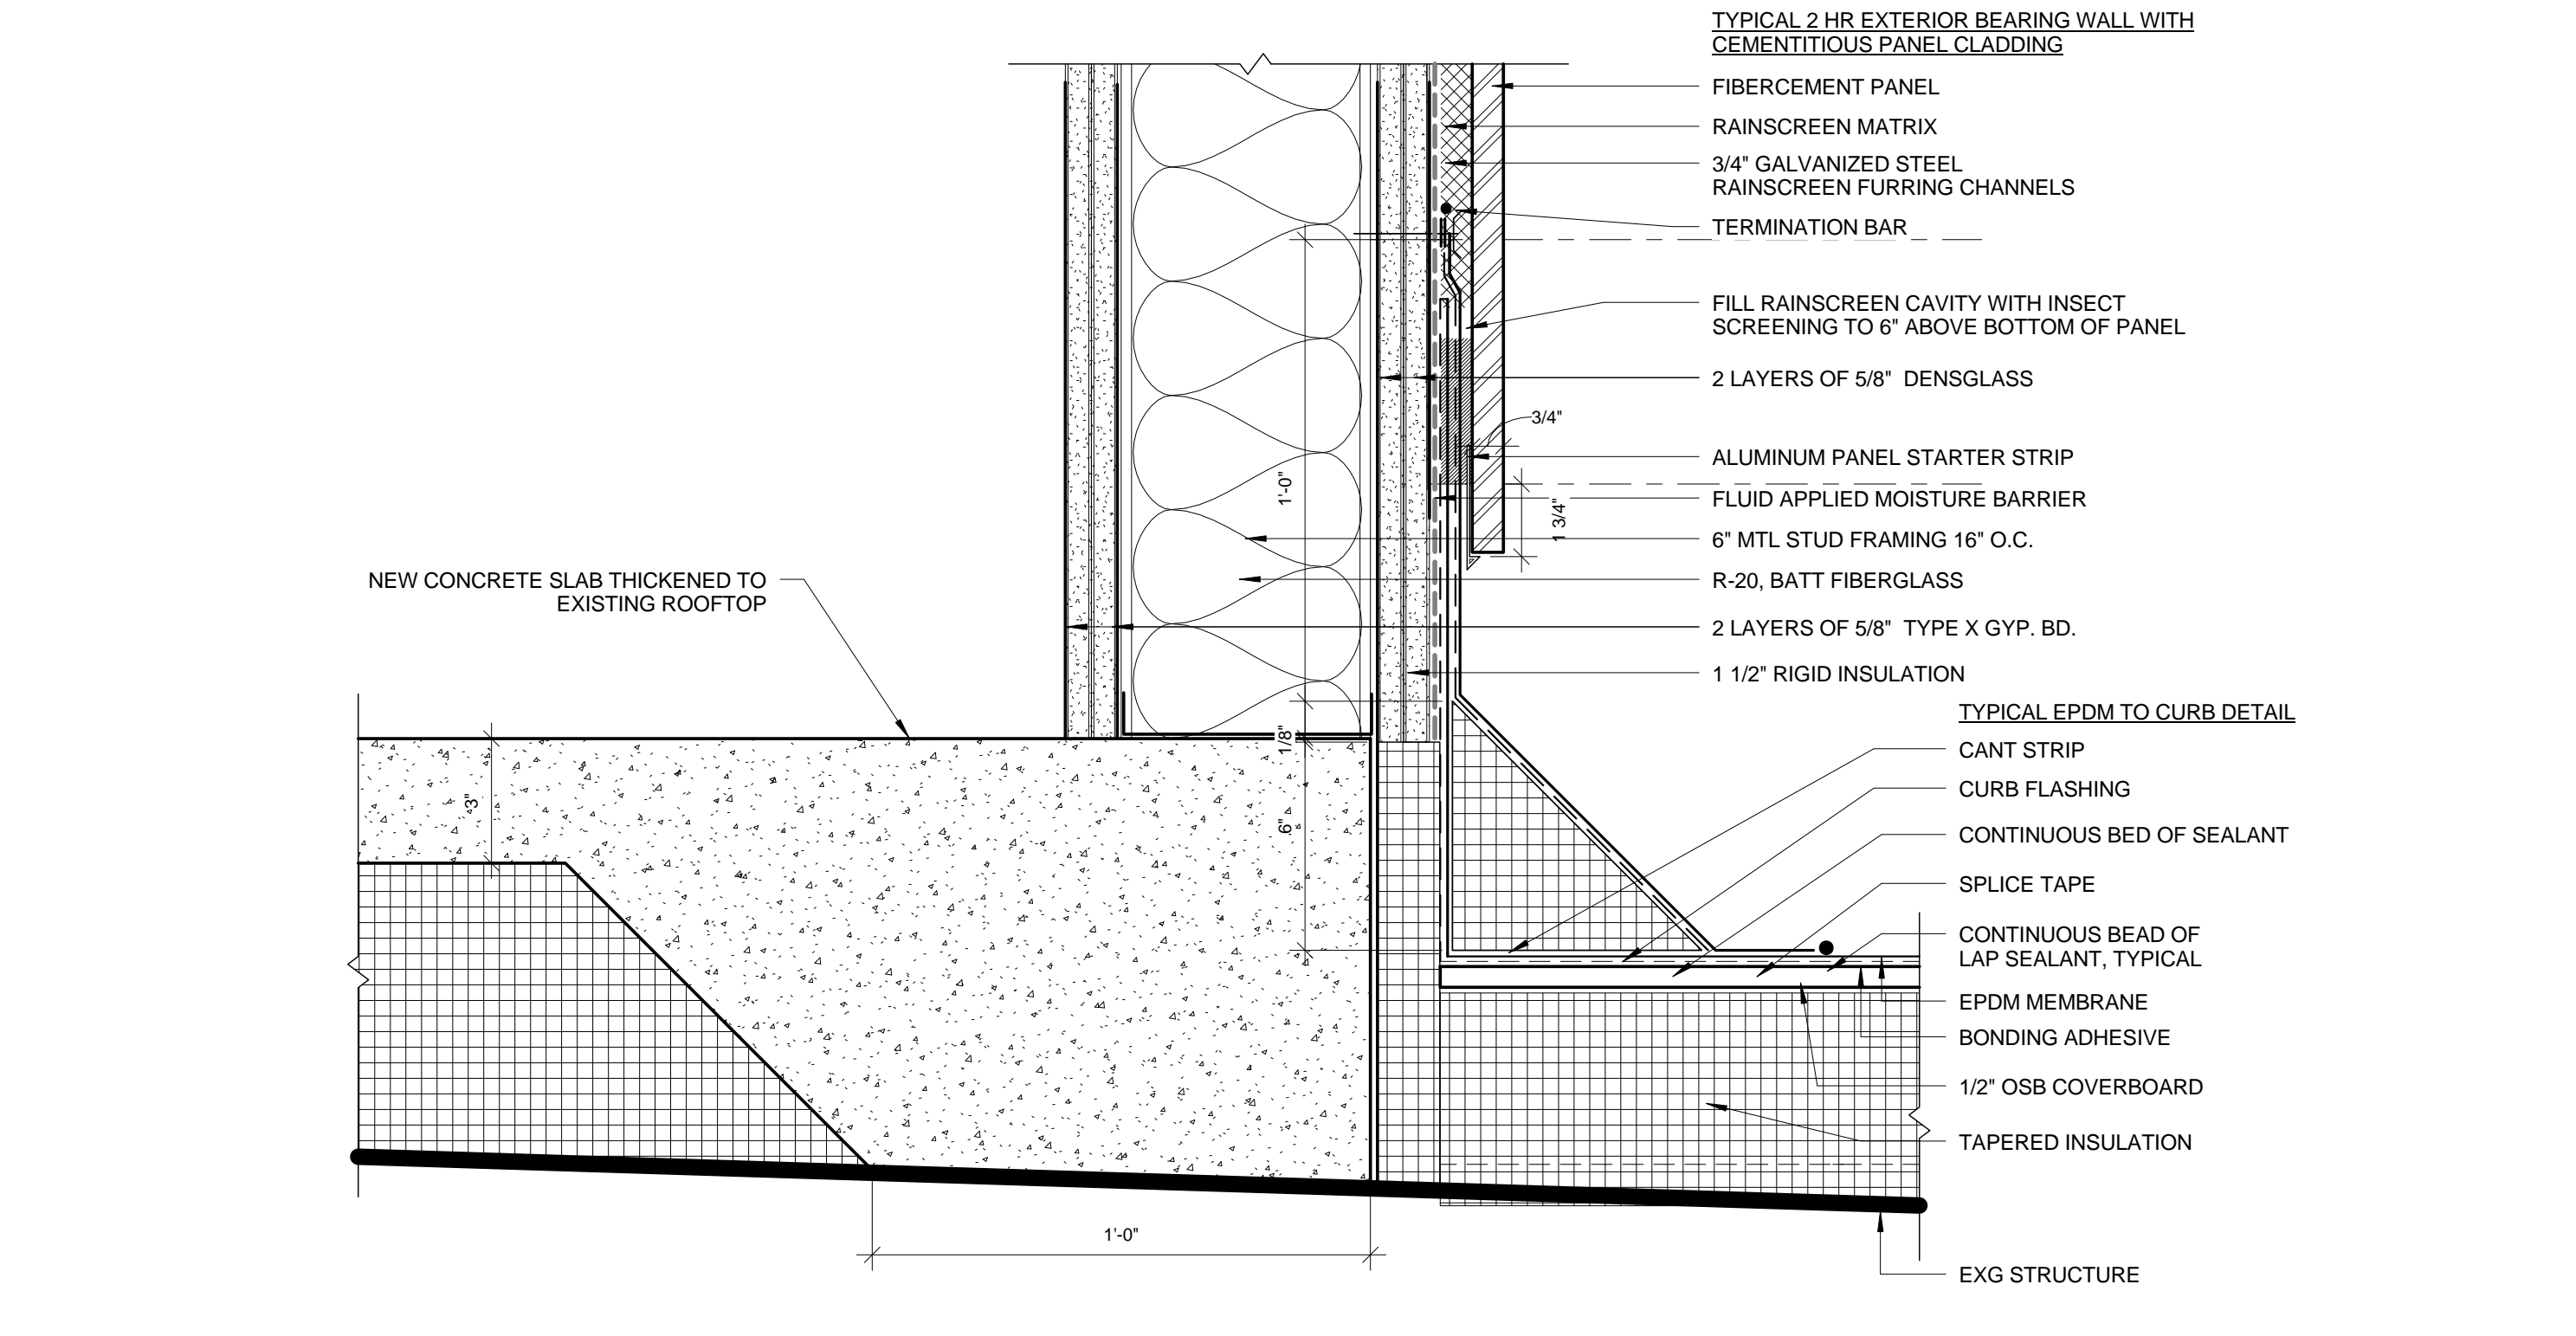 TYPICAL 2 HR EXTERIOR BEARING WALL WITH
CEMENTITIOUS PANEL CLADDING
FIBERCEMENT PANEL
RAINSCREEN MATRIX
3/4" GALVANIZED STEEL
RAINSCREEN FURRING CHANNELS
TERMINATION BAR
FILL RAINSCREEN CAVITY WITH INSECT
SCREENING TO 6" ABOVE BOTTOM OF PANEL
2 LAYERS OF 5/8" DENSGLASS
3/4"
ALUMINUM PANEL STARTER STRIP
1'-0"
FLUID APPLIED MOISTURE BARRIER
1 3/4"
6" MTL STUD FRAMING 16" O.C.
NEW CONCRETE SLAB THICKENED TO
EXISTING ROOFTOP
R-20, BATT FIBERGLASS
2 LAYERS OF 5/8" TYPE X GYP. BD.
1 1/2" RIGID INSULATION
TYPICAL EPDM TO CURB DETAIL
1/8"
CANT STRIP
CURB FLASHING
3"
6"
CONTINUOUS BED OF SEALANT
SPLICE TAPE
CONTINUOUS BEAD OF
LAP SEALANT, TYPICAL
EPDM MEMBRANE
BONDING ADHESIVE
1/2" OSB COVERBOARD
TAPERED INSULATION
1'-0"
EXG STRUCTURE